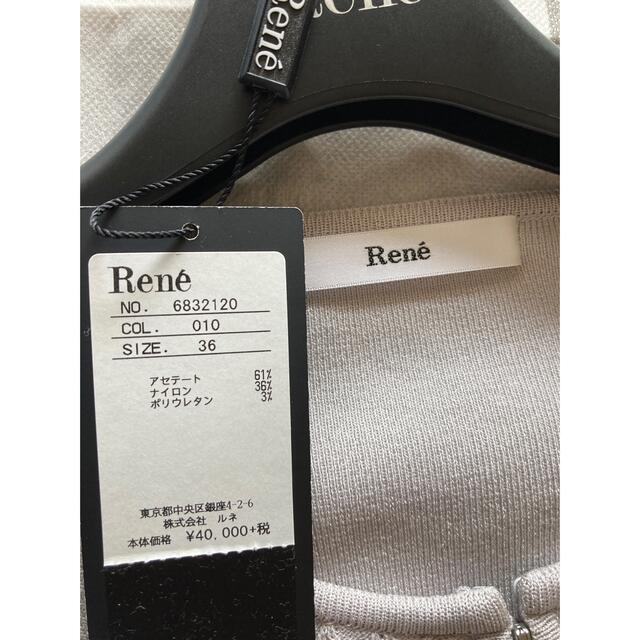 René
René
René
NO. 6832120
COL. 010
SIZE. 36
アセテート 61%
ナイロン 36%
ポリウレタン 3%
東京都中央区銀座4-2-6
株式会社 ルネ
本体価格 ¥40,000+税